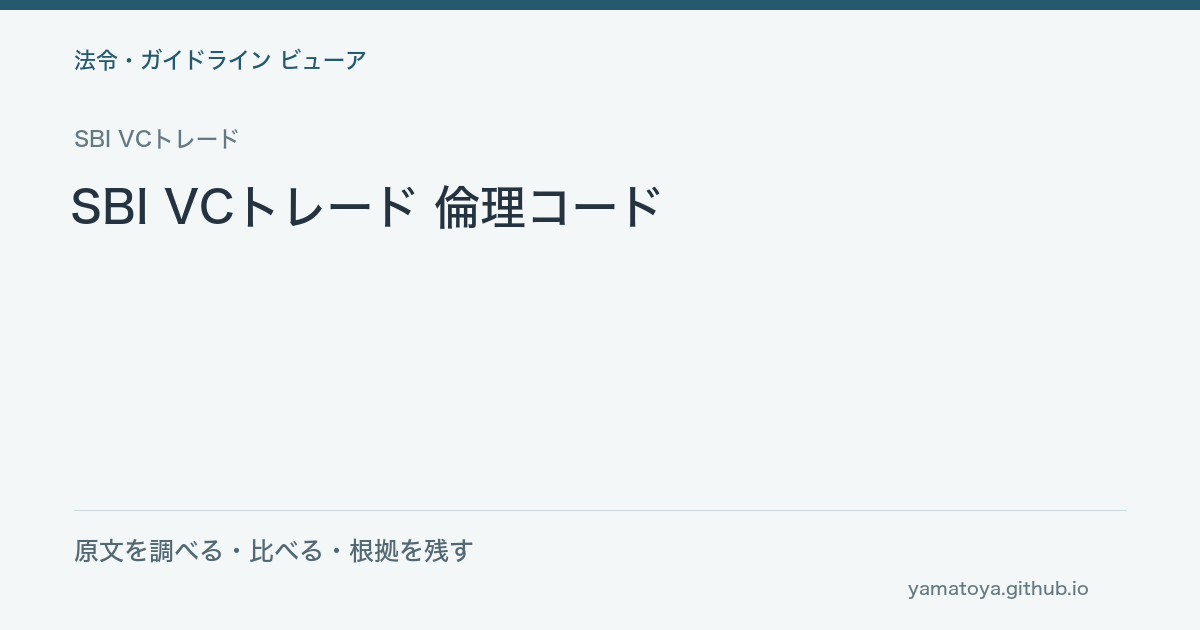 法令・ガイドライン ビューア
SBI VCトレード
SBI VCトレード 倫理コード
原文を調べる・比べる・根拠を残す
yamatoya.github.io